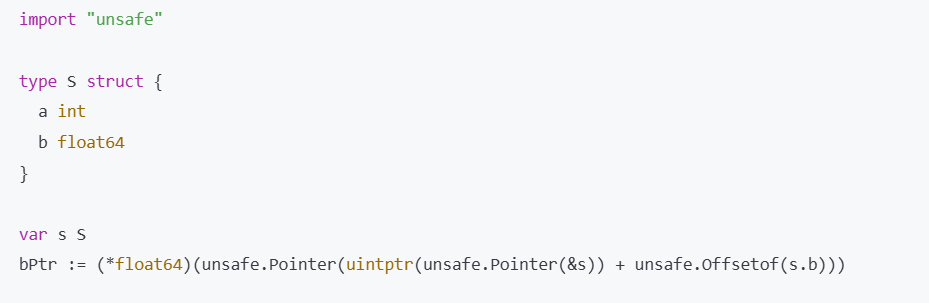 import "unsafe"
type S struct {
a int
b float64
}
var s S
bPtr := (*float64)(unsafe.Pointer(uintptr(unsafe.Pointer(&s)) + unsafe.Offsetof(s.b)))